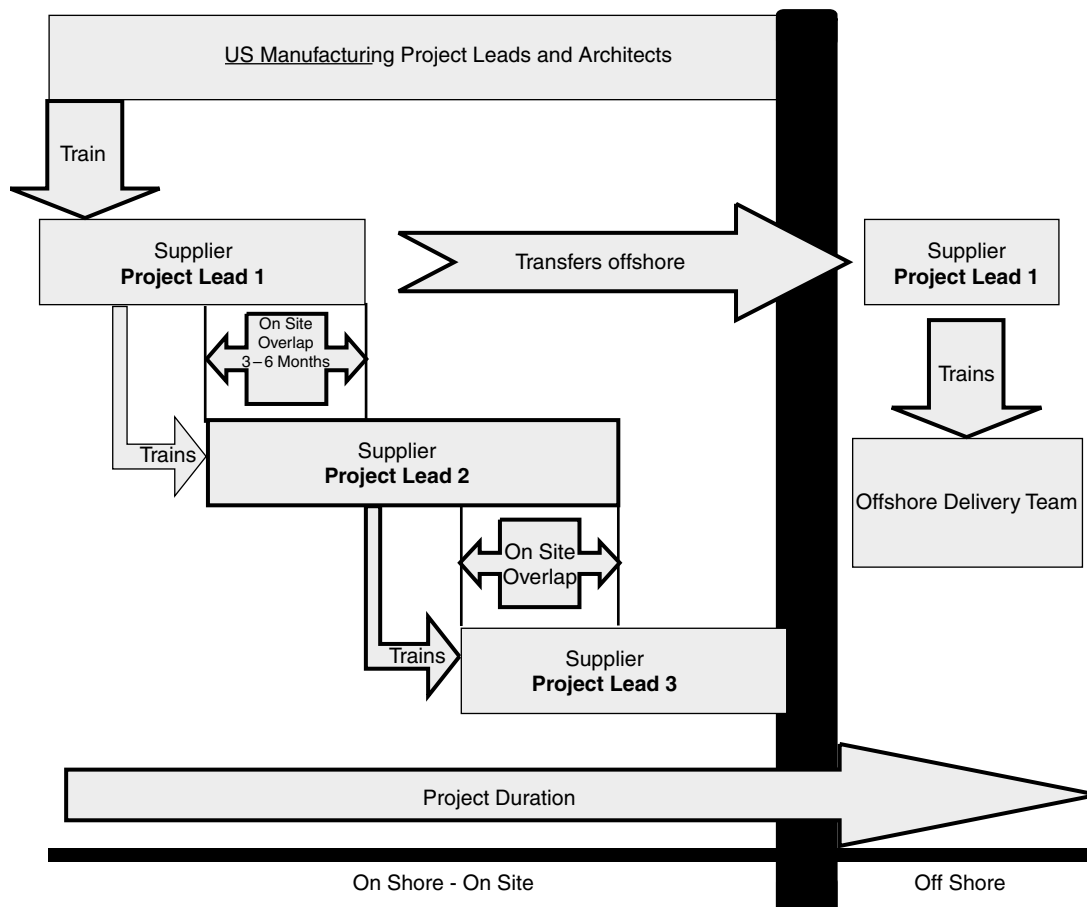 US Manufacturing Project Leads and Architects
Train
Supplier
Project Lead 1
Transfers offshore
Supplier
Project Lead 1
On Site
Overlap
3–6 Months
Trains
Trains
Supplier
Project Lead 2
Offshore Delivery Team
On Site
Overlap
Trains
Supplier
Project Lead 3
Project Duration
On Shore - On Site
Off Shore